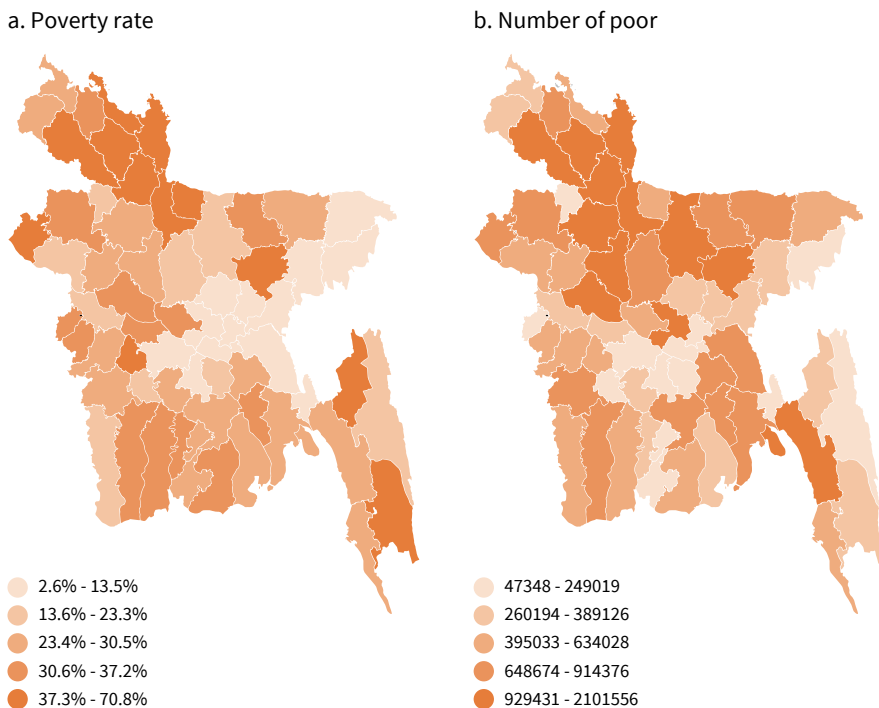 a. Poverty rate
2.6% - 13.5%
13.6% - 23.3%
23.4% - 30.5%
30.6% - 37.2%
37.3% - 70.8%
b. Number of poor
47348 - 249019
260194 - 389126
395033 - 634028
648674 - 914376
929431 - 2101556